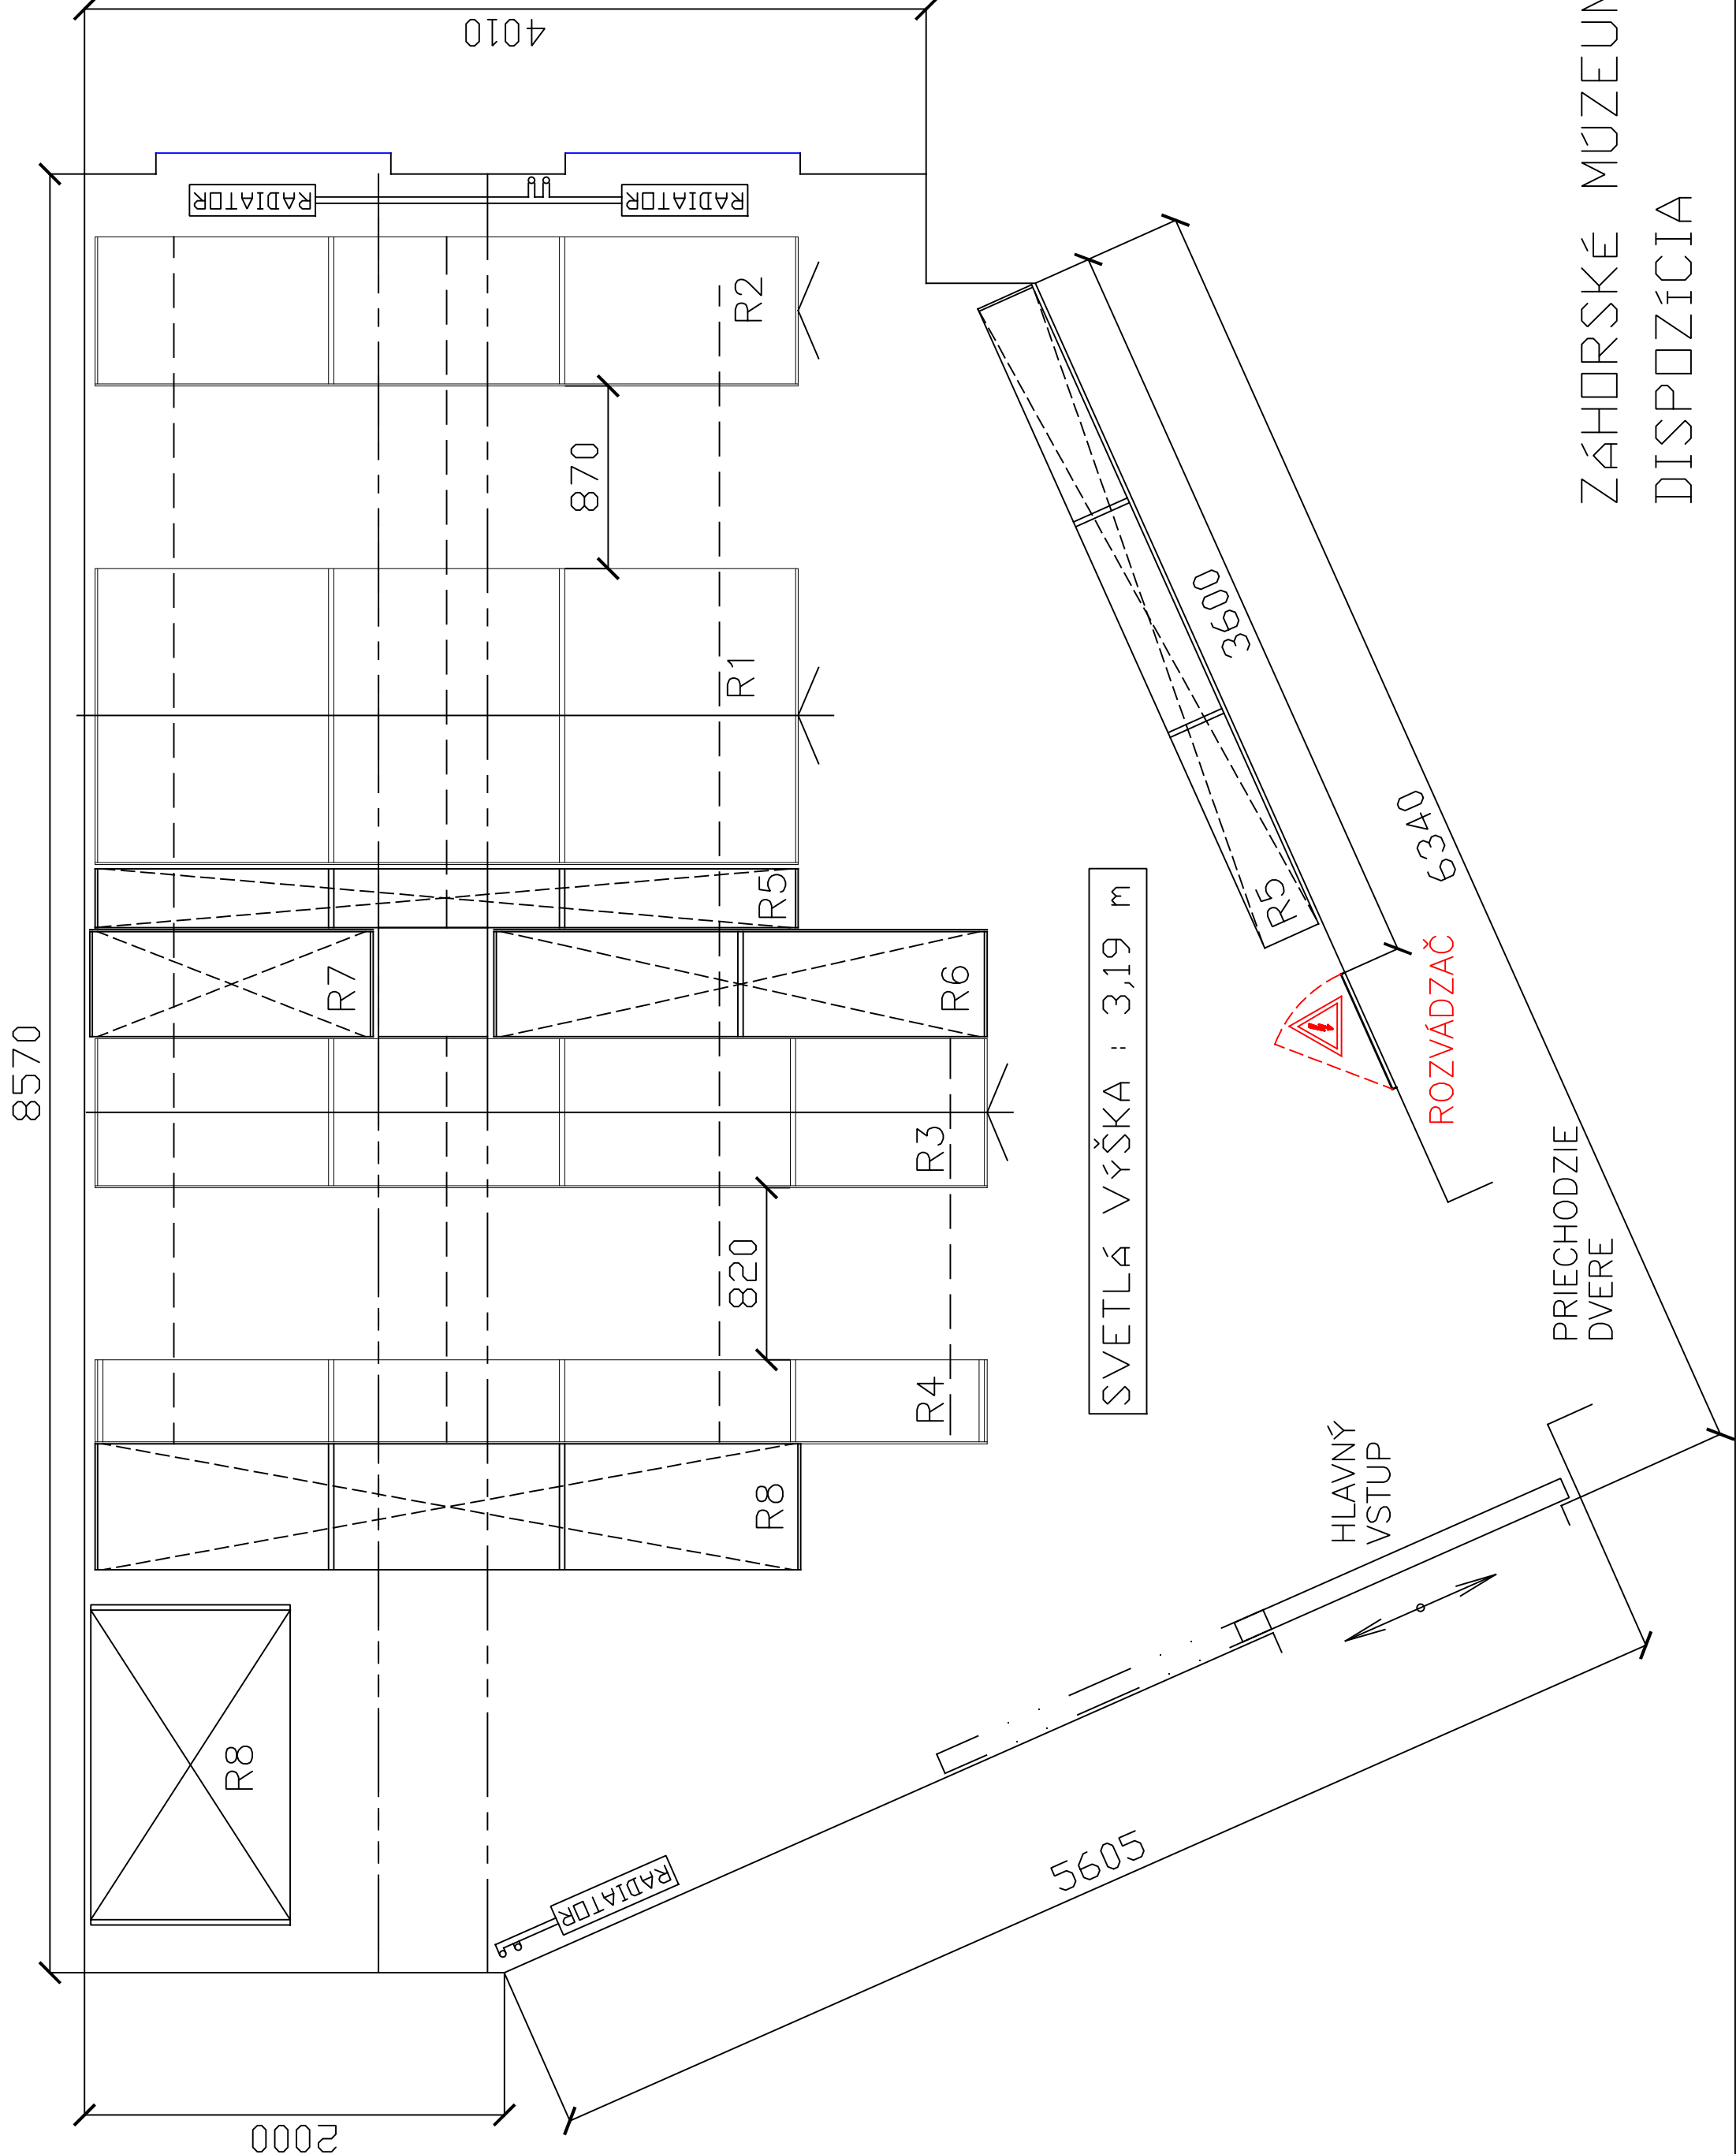 8570
2000
R8
R8
R4
820
R3
R7
R6
R5
R1
870
R2
RADIATOR
RADIATOR
4010
RADIATOR
SVETLÁ VÝŠKA : 3,19 m
5605
HLAVNÝ
VSTUP
PRIECHODZIE
DVERE
ROZVÁDZAČ
R5
3600
6340
ZÁHORSKÉ MÚZEUM
DISPOZÍCIA